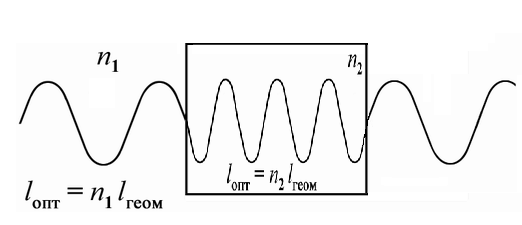 n₁
n₂
lопт = n₂ lгеом
lопт = n₁ lгеом